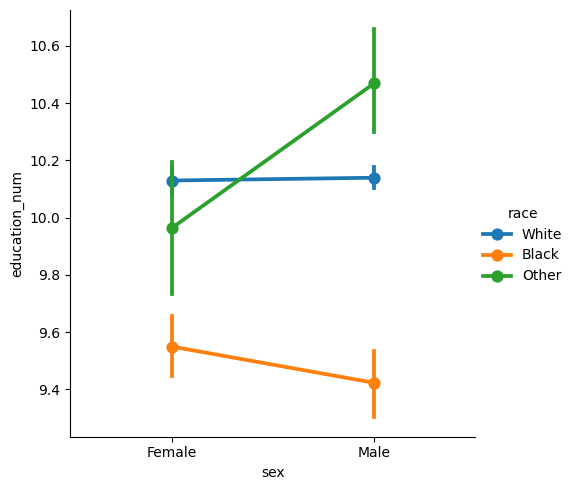 10.6
10.4
10.2
10.0
9.8
9.6
9.4
education_num
Female
Male
sex
race
White
Black
Other